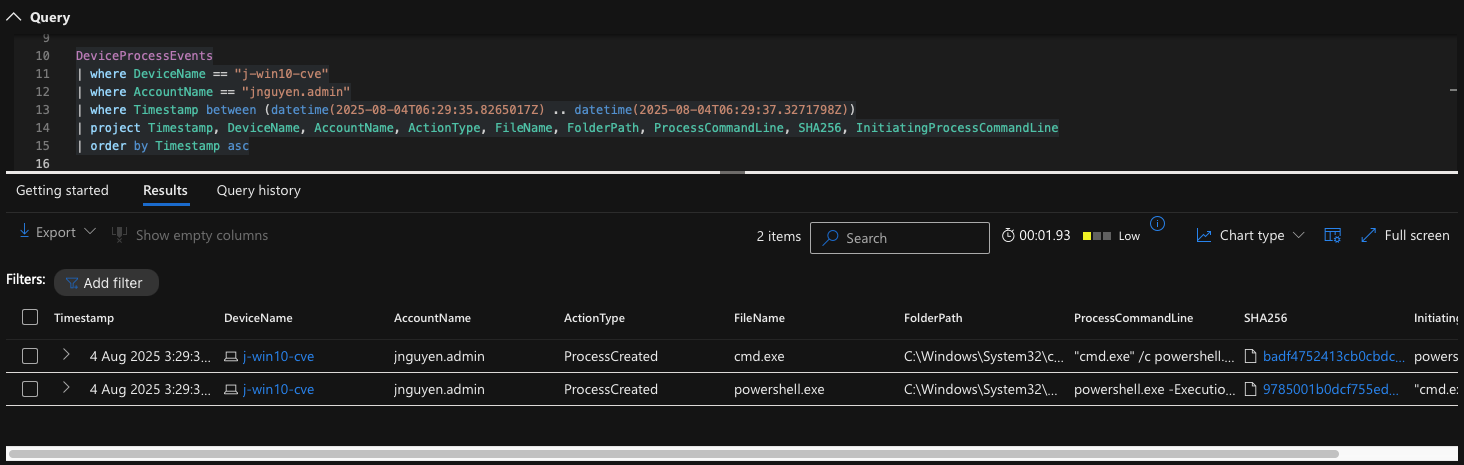 Query
9
10 DeviceProcessEvents
11 | where DeviceName == "j-win10-cve"
12 | where AccountName == "jnguyen.admin"
13 | where Timestamp between (datetime(2025-08-04T06:29:35.8265017Z) .. datetime(2025-08-04T06:29:37.3271798Z))
14 | project Timestamp, DeviceName, AccountName, ActionType, FileName, FolderPath, ProcessCommandLine, SHA256, InitiatingProcessCommandLine
15 | order by Timestamp asc
16
Getting started Results Query history
Export Show empty columns 2 items Search 00:01.93 Low Chart type Full screen
Filters: Add filter
Timestamp DeviceName AccountName ActionType FileName FolderPath ProcessCommandLine SHA256 Initiating
4 Aug 2025 3:29:3... j-win10-cve jnguyen.admin ProcessCreated cmd.exe C:\Windows\System32\c... "cmd.exe" /c powershell.... badf4752413cb0cbdc... powers
4 Aug 2025 3:29:3... j-win10-cve jnguyen.admin ProcessCreated powershell.exe C:\Windows\System32\... powershell.exe -Executio... 9785001b0dcf755ed... "cmd.e